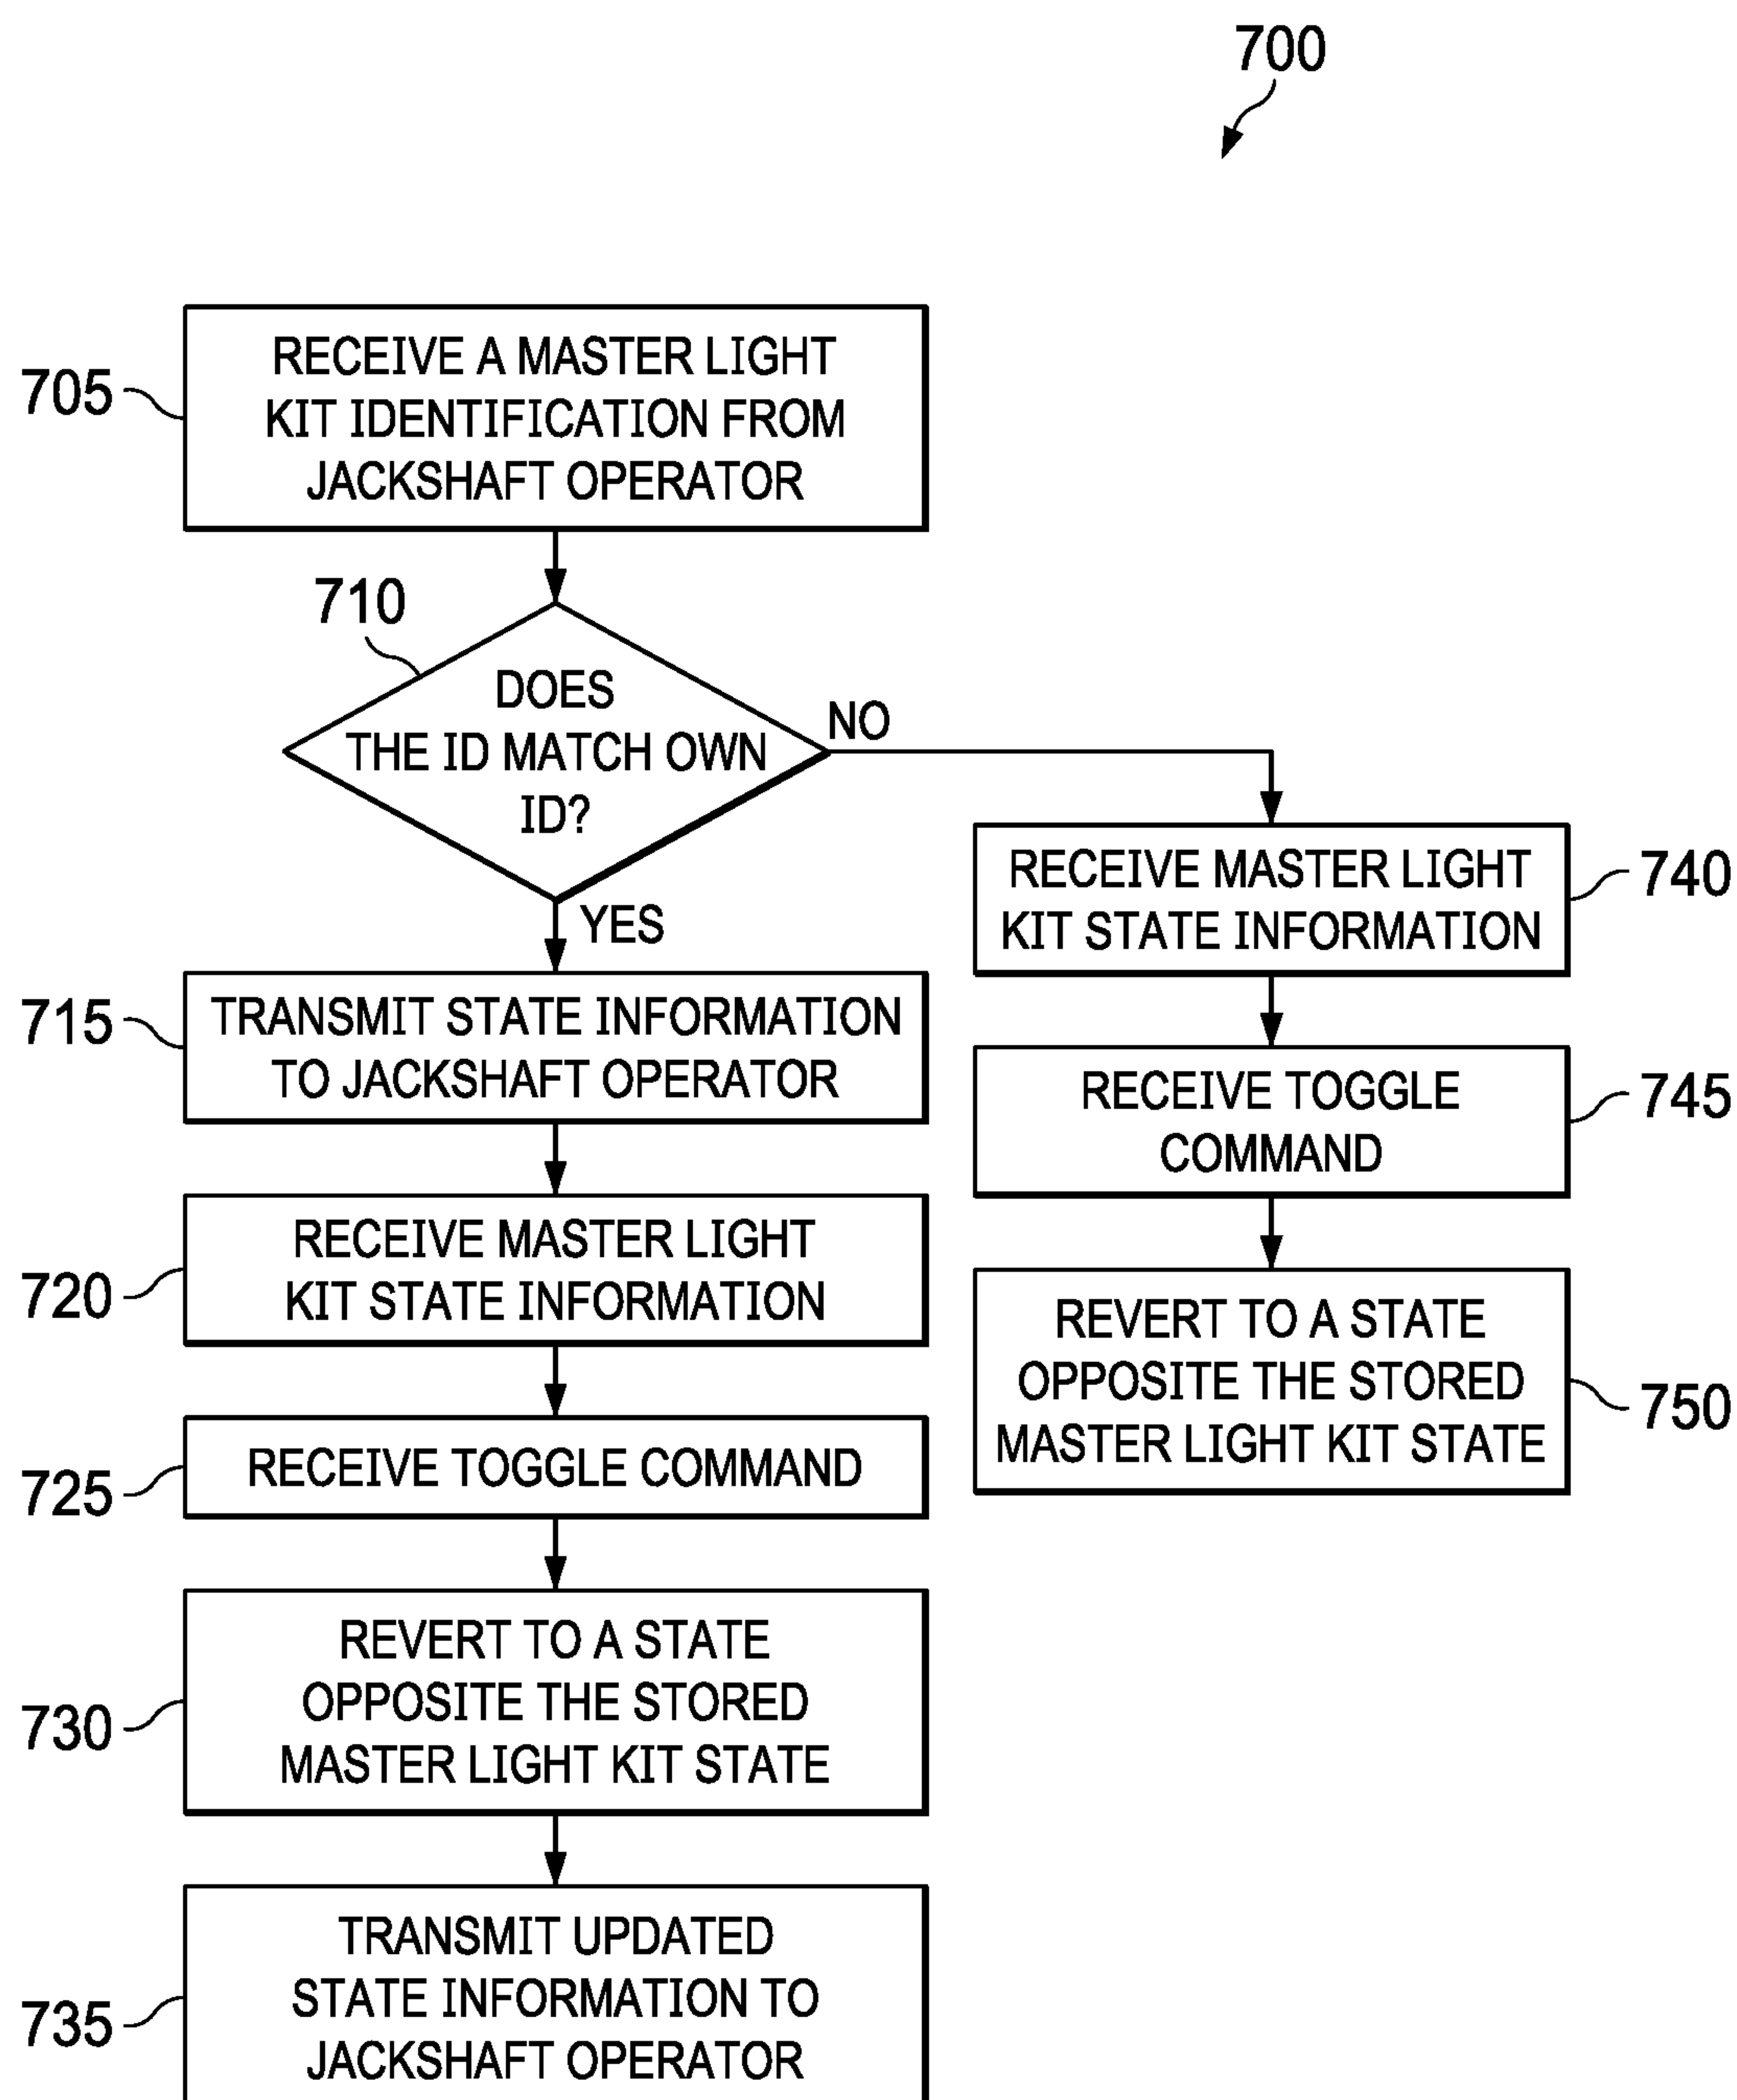 700
705
RECEIVE A MASTER LIGHT
KIT IDENTIFICATION FROM
JACKSHAFT OPERATOR
710
DOES
THE ID MATCH OWN
ID?
NO
YES
715
TRANSMIT STATE INFORMATION
TO JACKSHAFT OPERATOR
720
RECEIVE MASTER LIGHT
KIT STATE INFORMATION
725
RECEIVE TOGGLE COMMAND
730
REVERT TO A STATE
OPPOSITE THE STORED
MASTER LIGHT KIT STATE
735
TRANSMIT UPDATED
STATE INFORMATION TO
JACKSHAFT OPERATOR
RECEIVE MASTER LIGHT
KIT STATE INFORMATION
740
RECEIVE TOGGLE
COMMAND
745
REVERT TO A STATE
OPPOSITE THE STORED
MASTER LIGHT KIT STATE
750